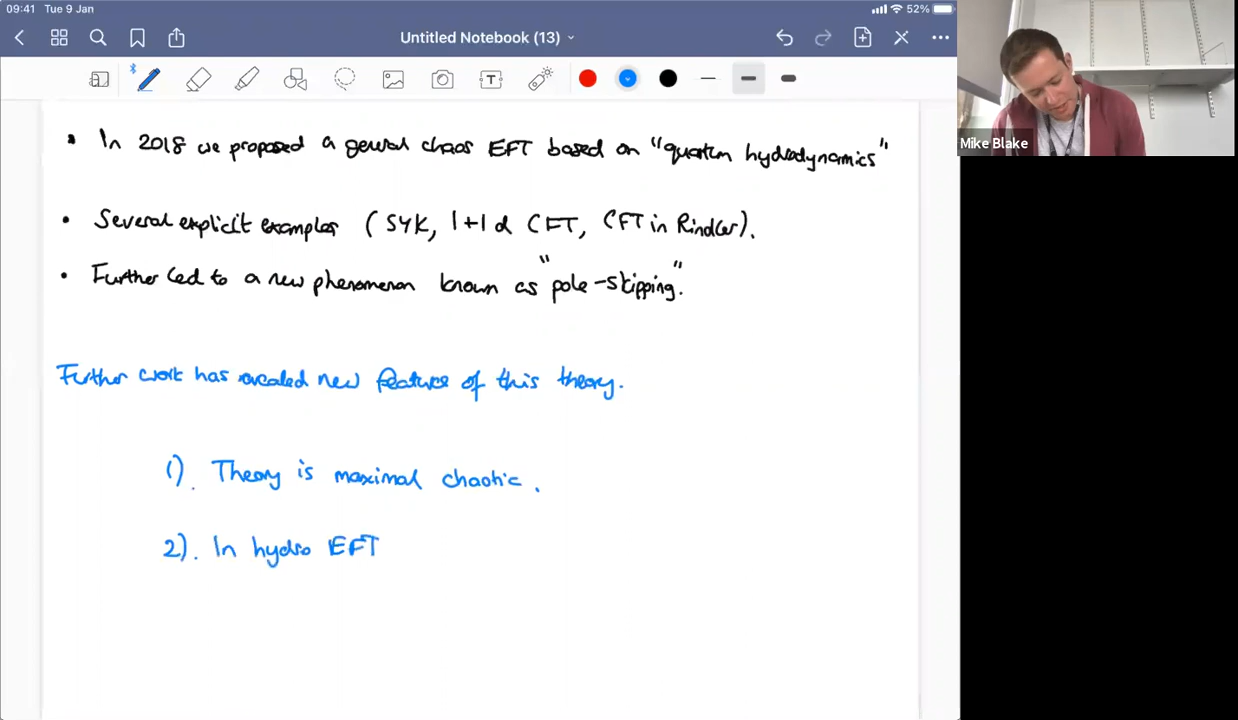 09:41 Tue 9 Jan
52%
Untitled Notebook (13)
Mike Blake
• In 2018 we proposed a general chaos EFT based on "quantum hydrodynamics"
• Several explicit examples (SYK, 1+1 d CFT, CFT in Rindler).
• Further led to a new phenomenon known as "pole-skipping".
Further work has revealed new feature of this theory.
1). Theory is maximal chaotic.
2). In hydro EFT